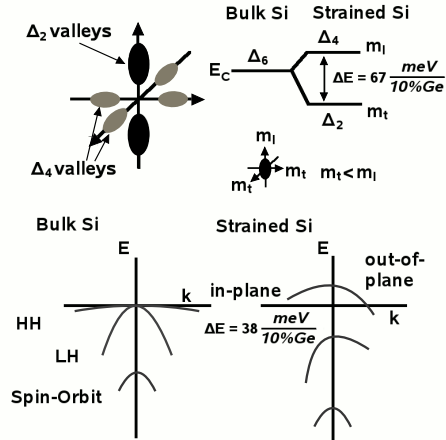 Bulk Si Strained Si
Δ2 valleys
Δ4 valleys
EC Δ6
Δ4 ml
ΔE = 67 meV/10%Ge
Δ2 mt
ml
mt
mt
mt<ml
Bulk Si
E
k
HH
LH
Spin-Orbit
Strained Si
E
in-plane
out-of-
plane
k
ΔE = 38 meV/10%Ge